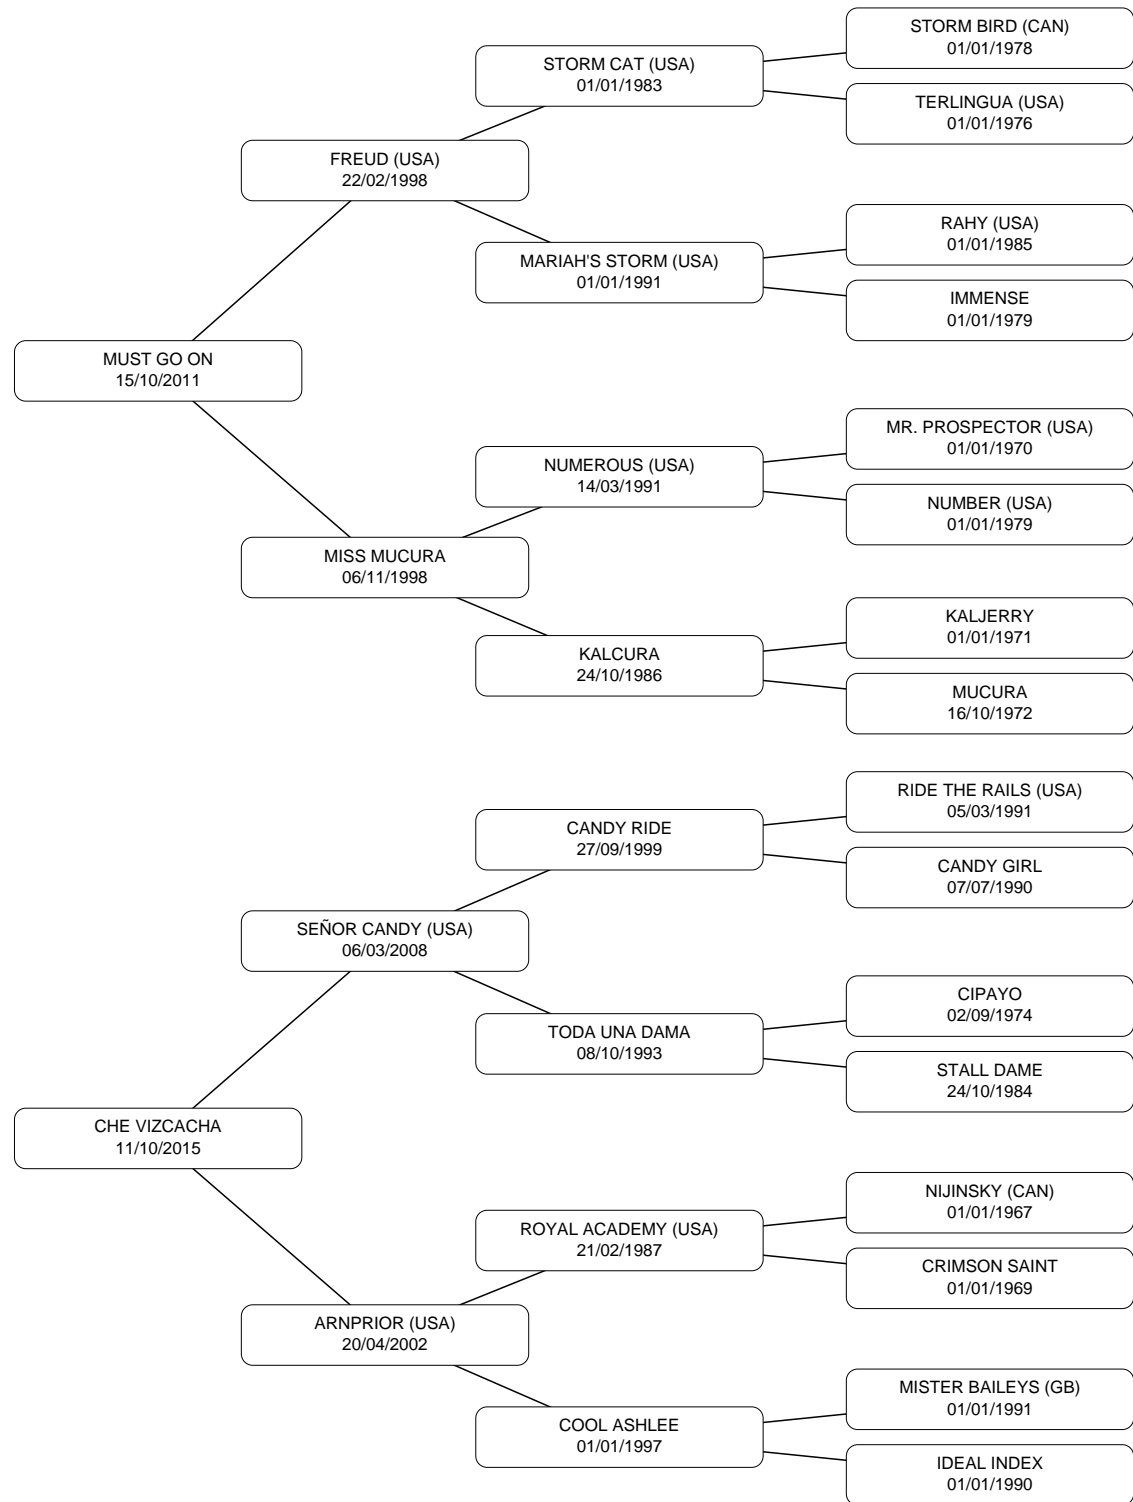 STORM BIRD (CAN)
01/01/1978
STORM CAT (USA)
01/01/1983
TERLINGUA (USA)
01/01/1976
FREUD (USA)
22/02/1998
RAHY (USA)
01/01/1985
MARIAH'S STORM (USA)
01/01/1991
IMMENSE
01/01/1979
MUST GO ON
15/10/2011
MR. PROSPECTOR (USA)
01/01/1970
NUMEROUS (USA)
14/03/1991
NUMBER (USA)
01/01/1979
MISS MUCURA
06/11/1998
KALJERRY
01/01/1971
KALCURA
24/10/1986
MUCURA
16/10/1972
RIDE THE RAILS (USA)
05/03/1991
CANDY RIDE
27/09/1999
CANDY GIRL
07/07/1990
SEÑOR CANDY (USA)
06/03/2008
CIPAYO
02/09/1974
TODA UNA DAMA
08/10/1993
STALL DAME
24/10/1984
CHE VIZCACHA
11/10/2015
NIJINSKY (CAN)
01/01/1967
ROYAL ACADEMY (USA)
21/02/1987
CRIMSON SAINT
01/01/1969
ARNPRIOR (USA)
20/04/2002
MISTER BAILEYS (GB)
01/01/1991
COOL ASHLEE
01/01/1997
IDEAL INDEX
01/01/1990